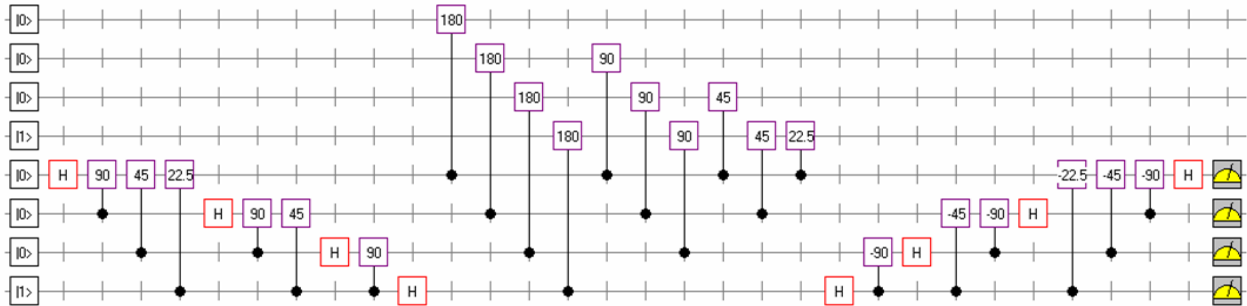 |0> 180
|0> 180 90
|0> 180 90 45
|1> 180 90 45 22.5
|0> H 90 45 22.5 -22.5 -45 -90 H
|0> H 90 45 -45 -90 H
|0> H 90 -90 H
|1> H H